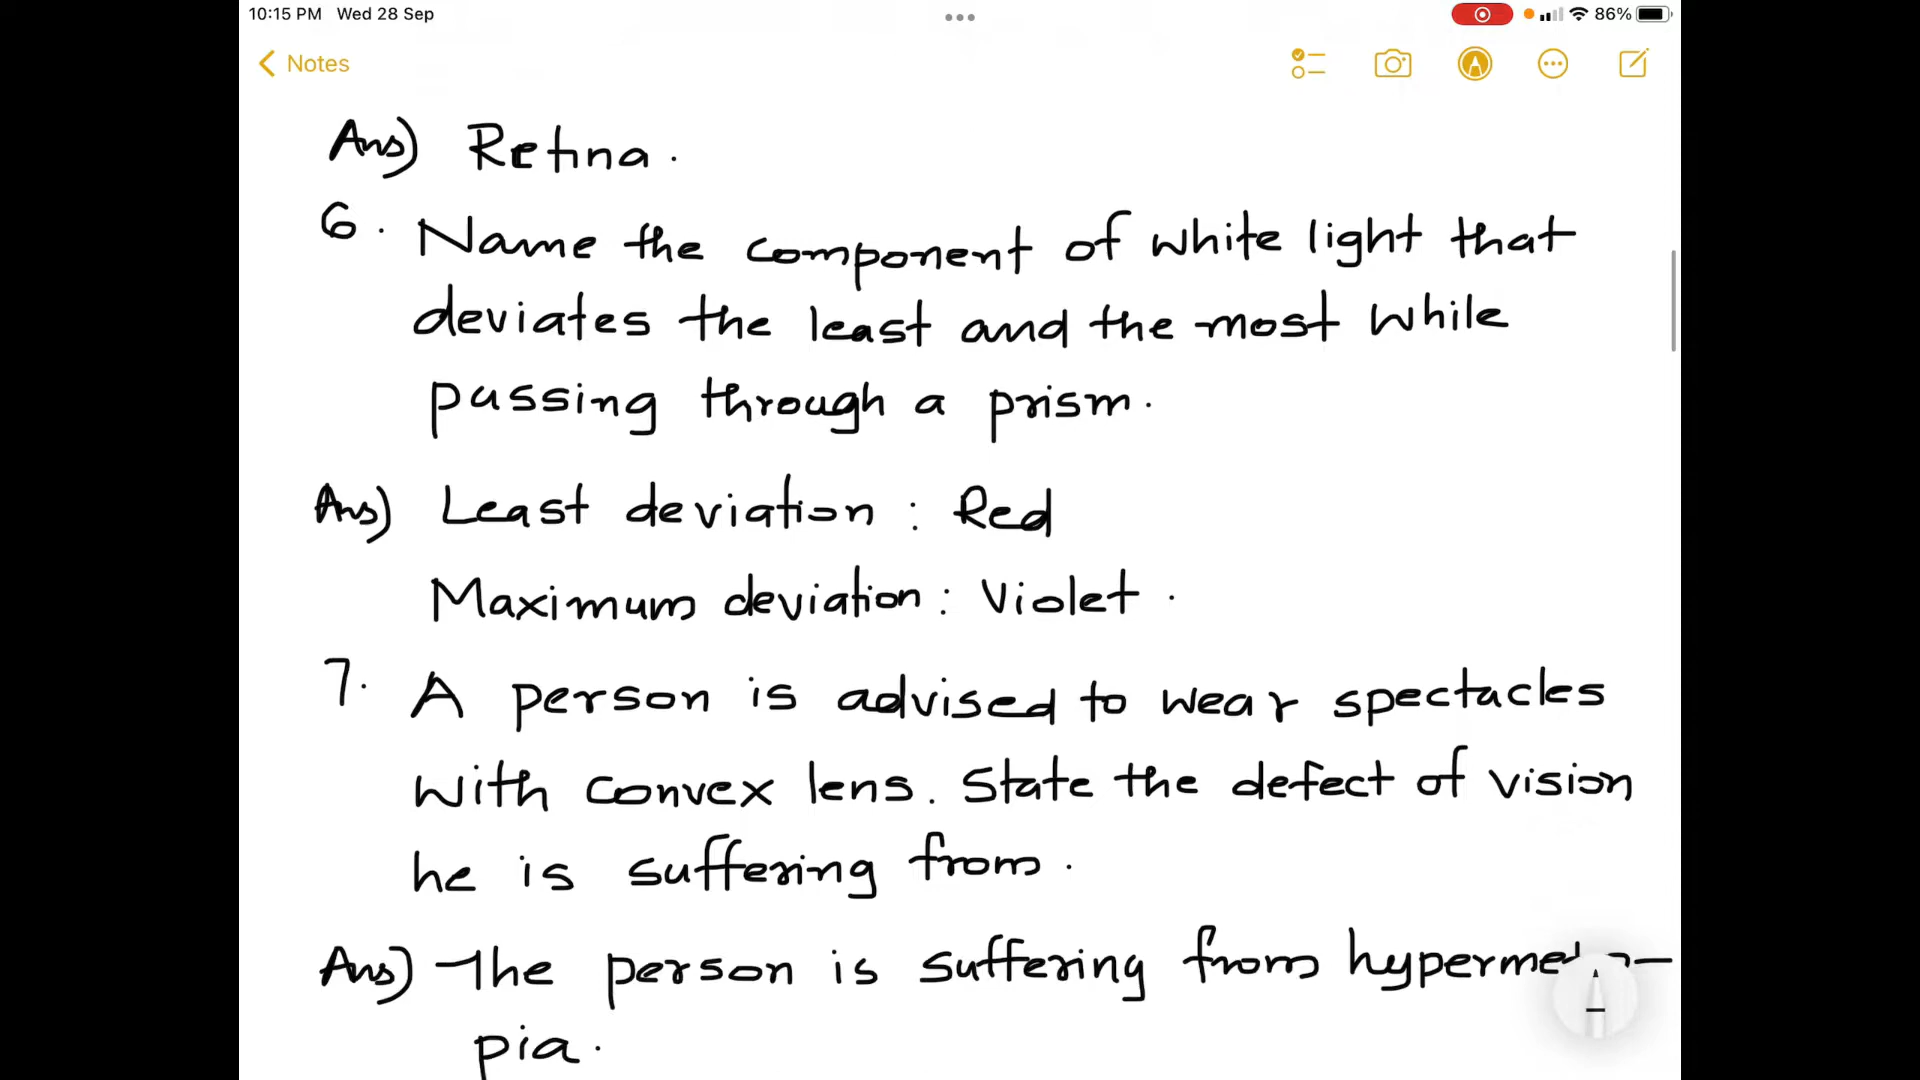 10:15 PM Wed 28 Sep
86%
Notes
Ans) Retina.
6. Name the component of white light that
deviates the least and the most while
passing through a prism.
Ans) Least deviation : Red
Maximum deviation : Violet.
7. A person is advised to wear spectacles
with convex lens. State the defect of vision
he is suffering from.
Ans) The person is suffering from
pia.